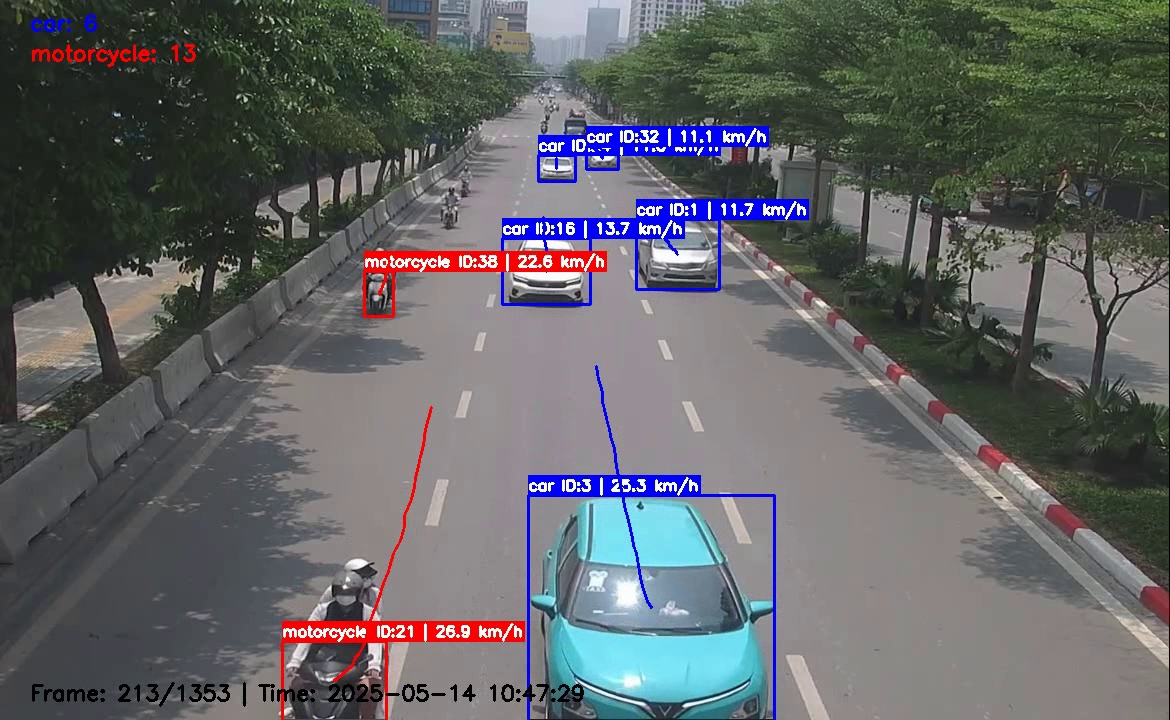 car: 6
motorcycle: 13
car ID:32 | 11.1 km/h
car ID:
car ID:1 | 11.7 km/h
car ID:16 | 13.7 km/h
motorcycle ID:38 | 22.6 km/h
car ID:3 | 25.3 km/h
motorcycle ID:21 | 26.9 km/h
Frame: 213/1353 | Time: 2025-05-14 10:47:29